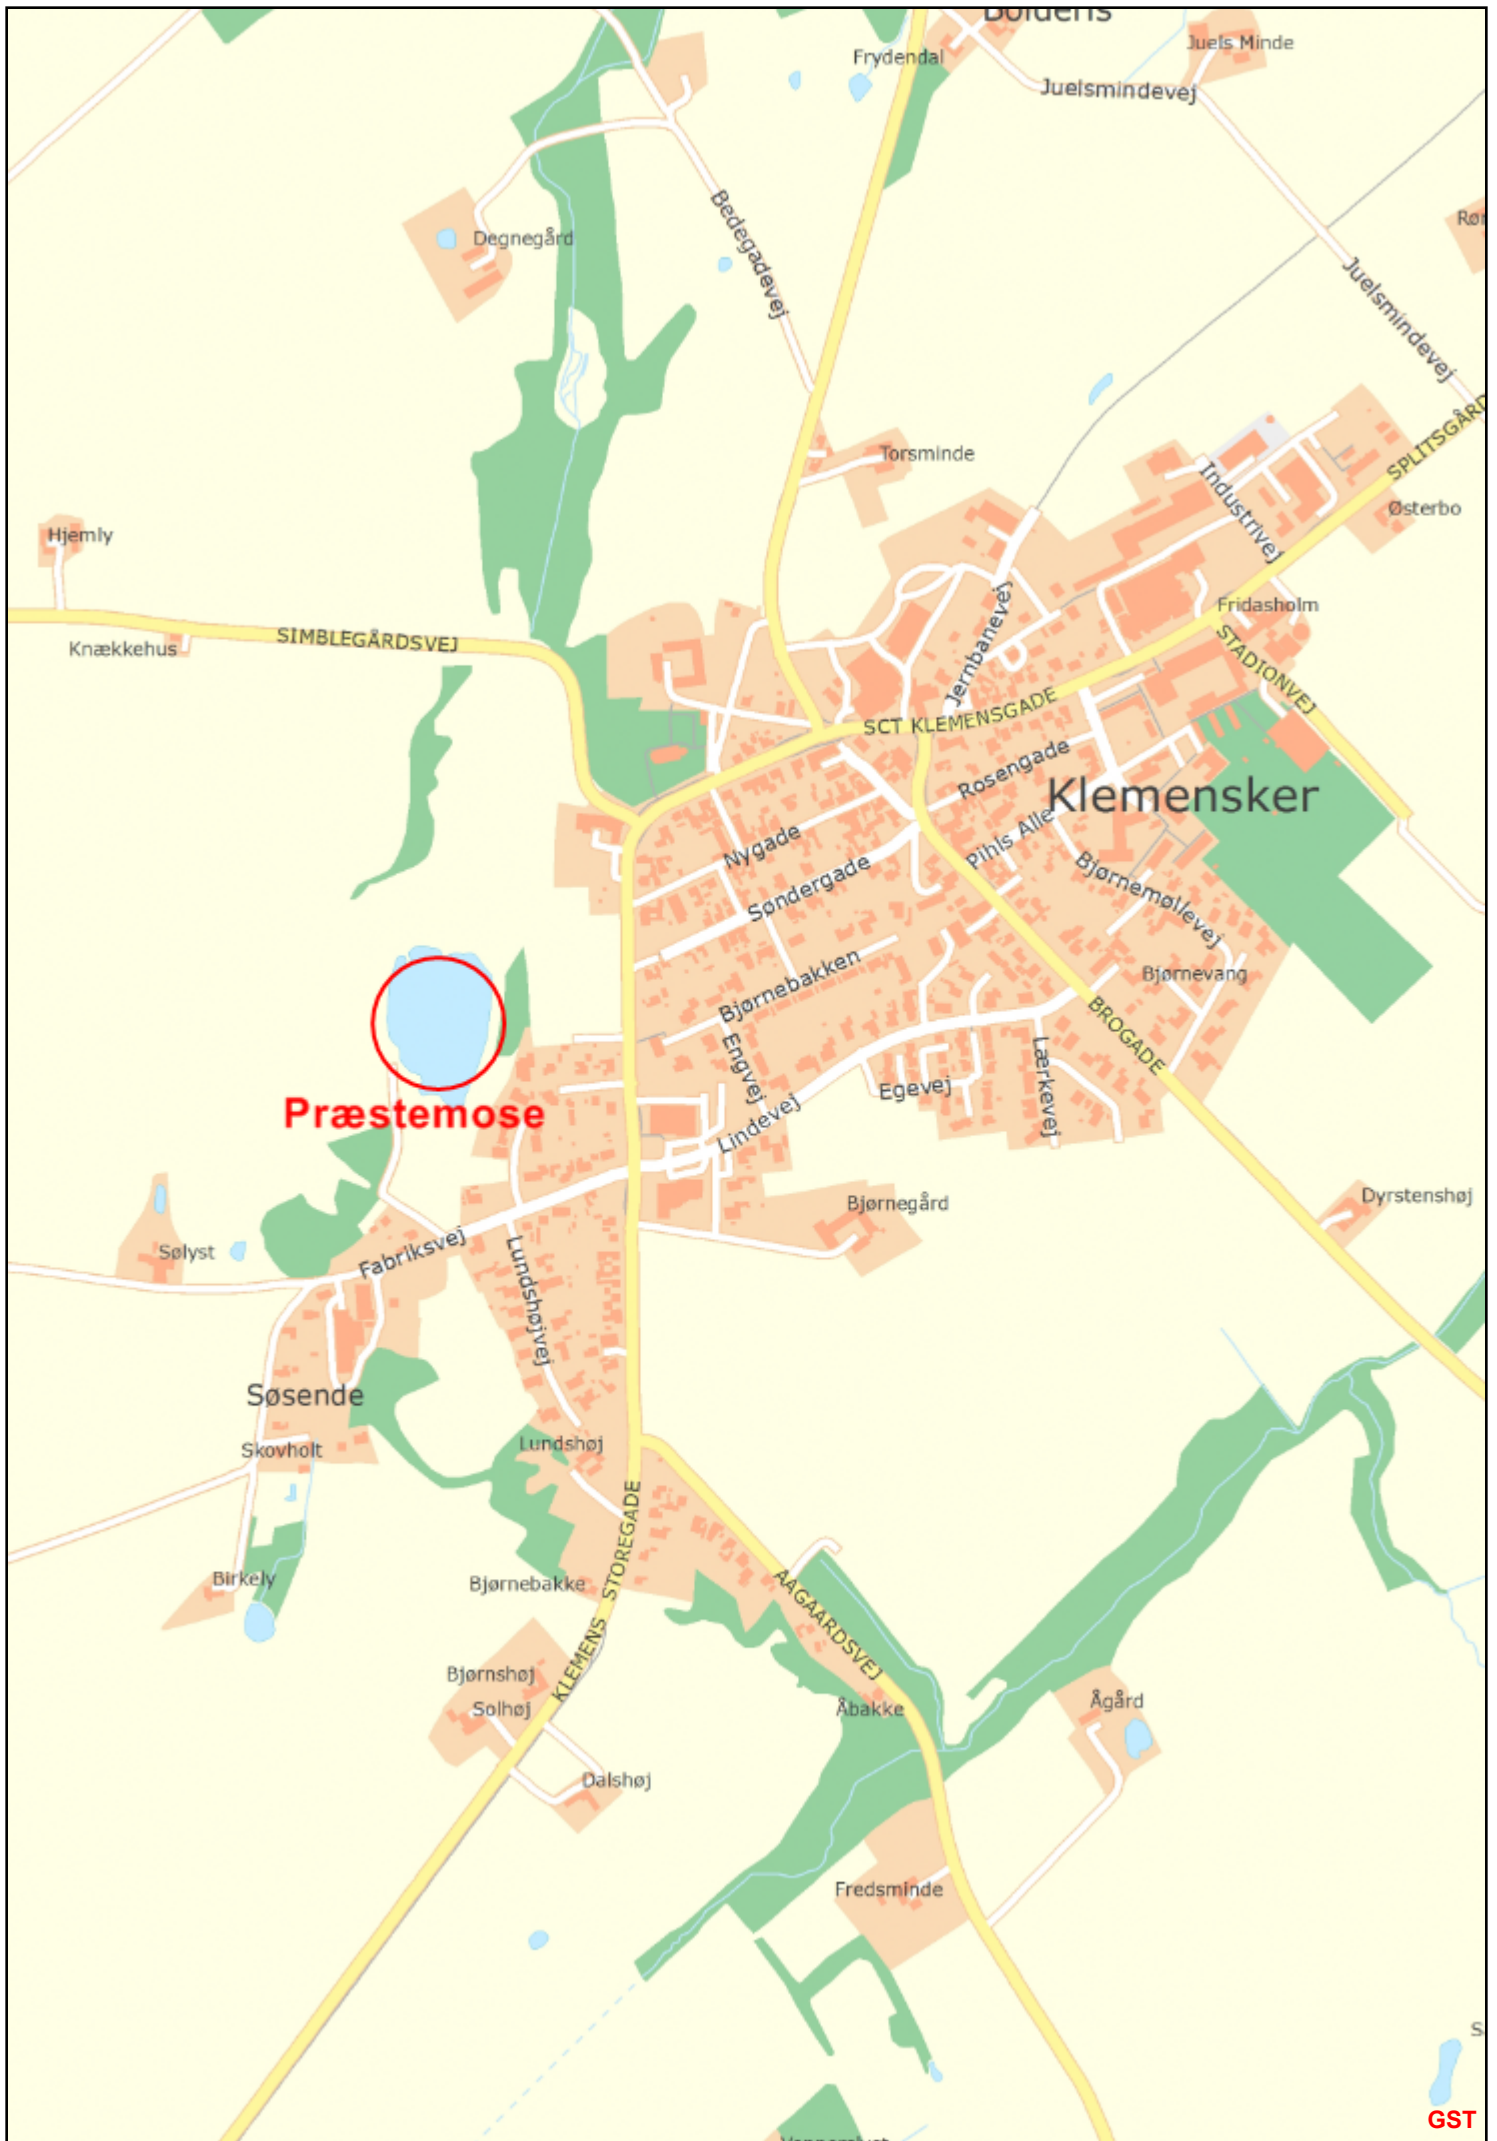 Juels Minde
Frydendal
Juelsmindevej
Bedegadevej
Degnegård
Juelsmindevej
Torsminde
SPLITSGÅRD
Industrivej
Østerbo
Hjemly
Jernbanevej
Fridasholm
SIMBLEGÅRDSVEJ
Knækkehus
STADIONVEJ
SCT KLEMENSGADE
Rosengade
Klemensker
Nygade
Pihls Alle
Søndergade
Bjørnemøllevej
Bjørnebakken
Bjørnevang
BROGADE
Engvej
Lærkevej
Egevej
Præstemose
Lindevej
Bjørnegård
Dyrstenshøj
Sølyst
Fabriksvej
Lundshøjvej
Søsende
Skovholt
Lundshøj
Birkely
Bjørnebakke
KLEMENS STOREGADE
AAGAARDSVEJ
Bjørnshøj
Solhøj
Åbakke
Ågård
Dalshøj
Fredsminde
GST